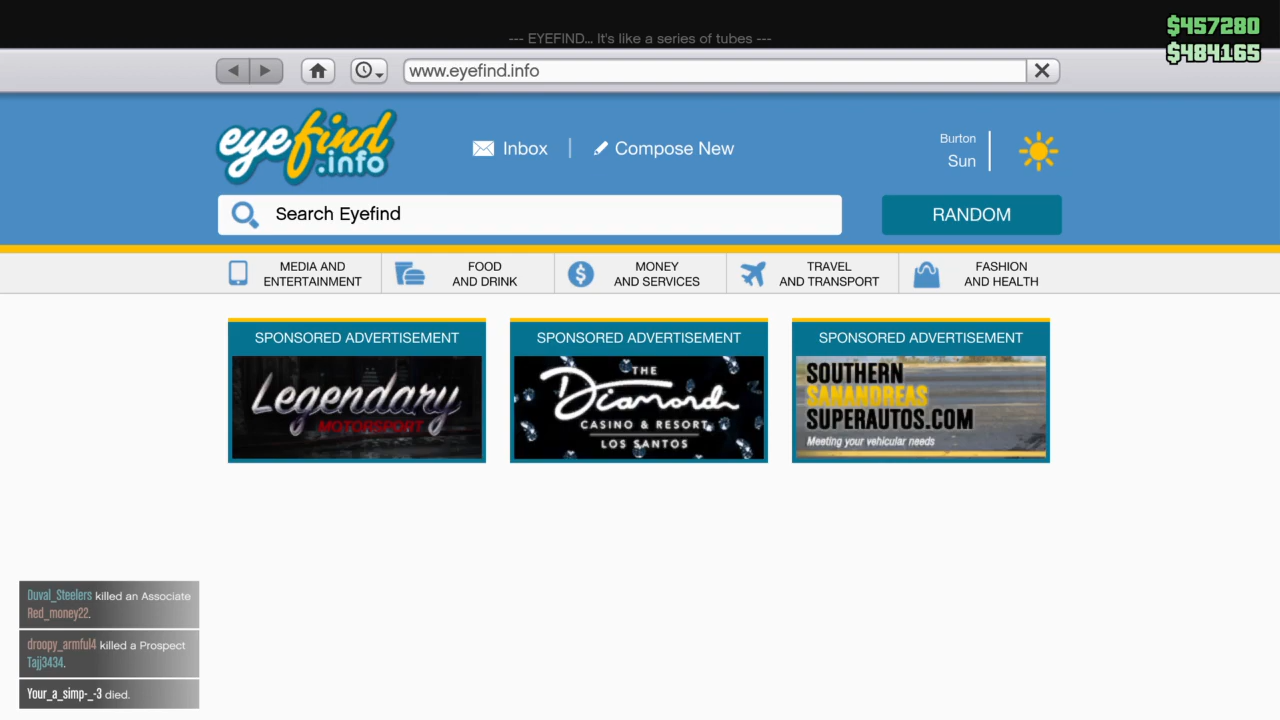 --- EYEFIND... It's like a series of tubes ---
$457280
$484165
www.eyefind.info
eyefind
.info
Inbox
Compose New
Burton
Sun
Search Eyefind
RANDOM
MEDIA AND
ENTERTAINMENT
FOOD
AND DRINK
MONEY
AND SERVICES
TRAVEL
AND TRANSPORT
FASHION
AND HEALTH
SPONSORED ADVERTISEMENT
Legendary
MOTORSPORT
SPONSORED ADVERTISEMENT
THE
Diamond
CASINO & RESORT
LOS SANTOS
SPONSORED ADVERTISEMENT
SOUTHERN
SANANDREAS
SUPERAUTOS.COM
Meeting your vehicular needs
Duval_Steelers killed an Associate
Red_money22.
droopy_armful4 killed a Prospect
Tajj3434.
Your_a_simp-_-3 died.